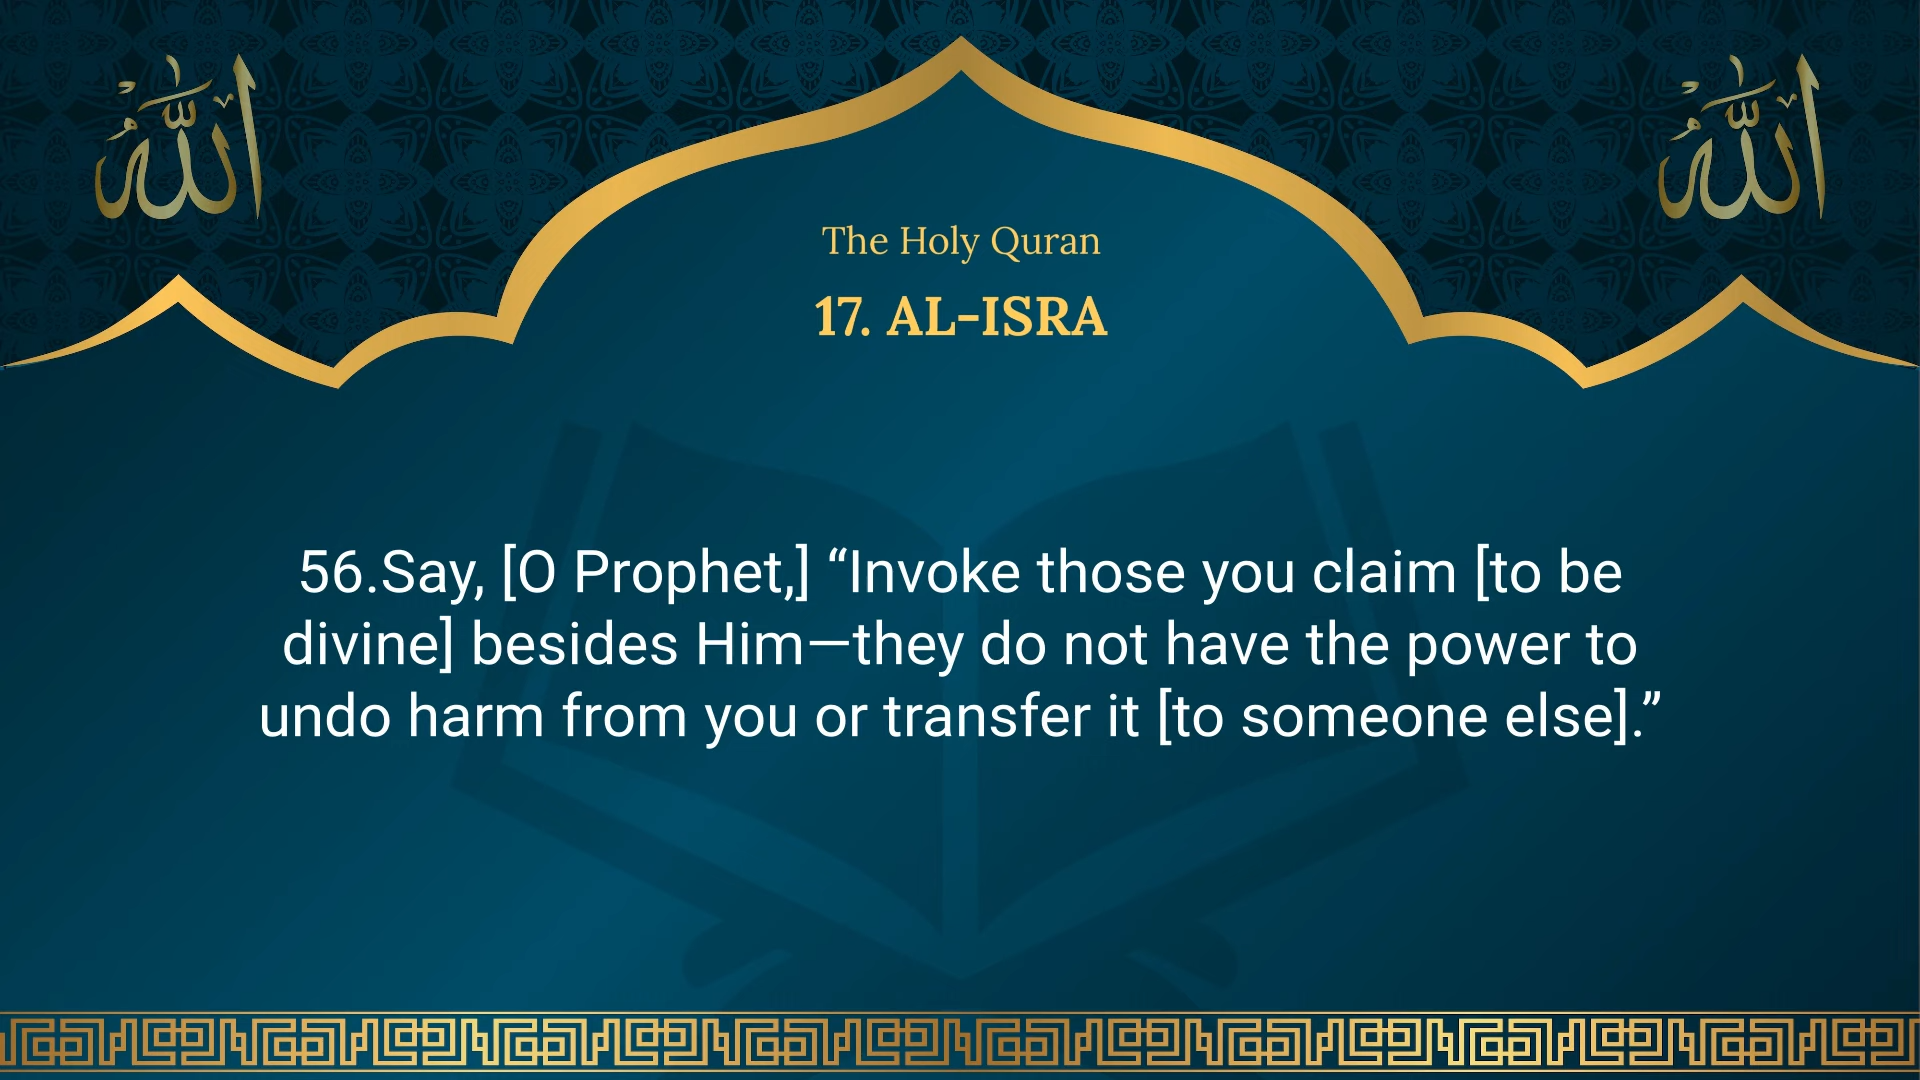 الله
الله
The Holy Quran
17. AL-ISRA
56.Say, [O Prophet,] “Invoke those you claim [to be
divine] besides Him—they do not have the power to
undo harm from you or transfer it [to someone else].”